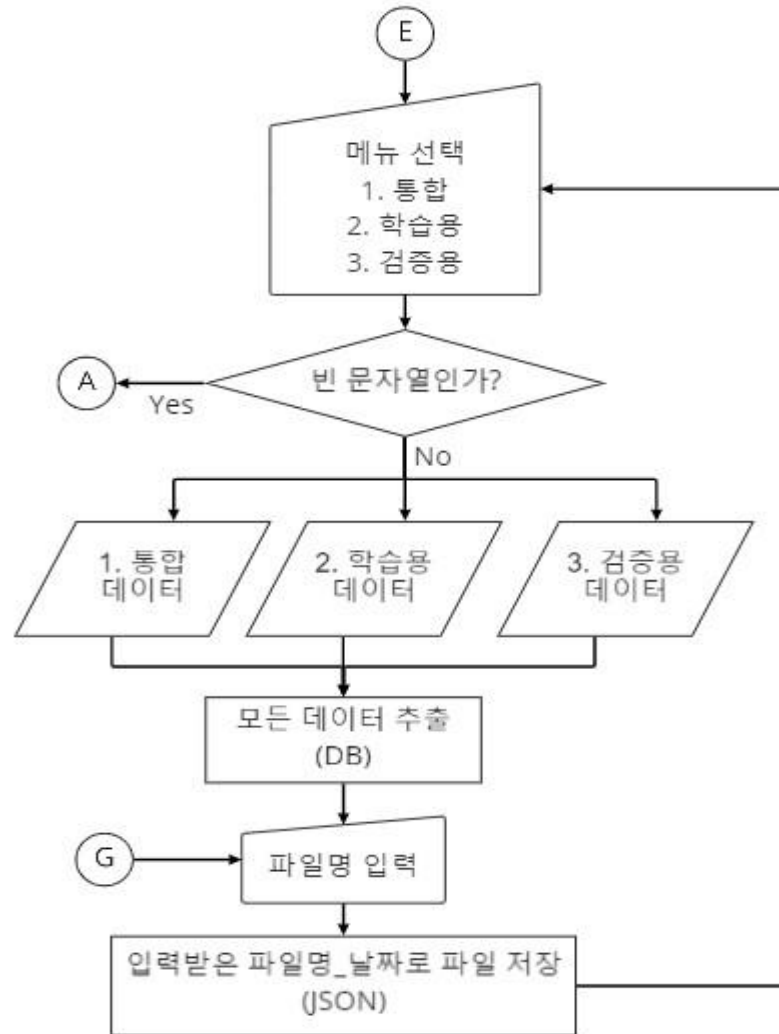 E
메뉴 선택
1. 통합
2. 학습용
3. 검증용
빈 문자열인가?
A
Yes
No
1. 통합
데이터
2. 학습용
데이터
3. 검증용
데이터
모든 데이터 추출
(DB)
G
파일명 입력
입력받은 파일명_날짜로 파일 저장
(JSON)